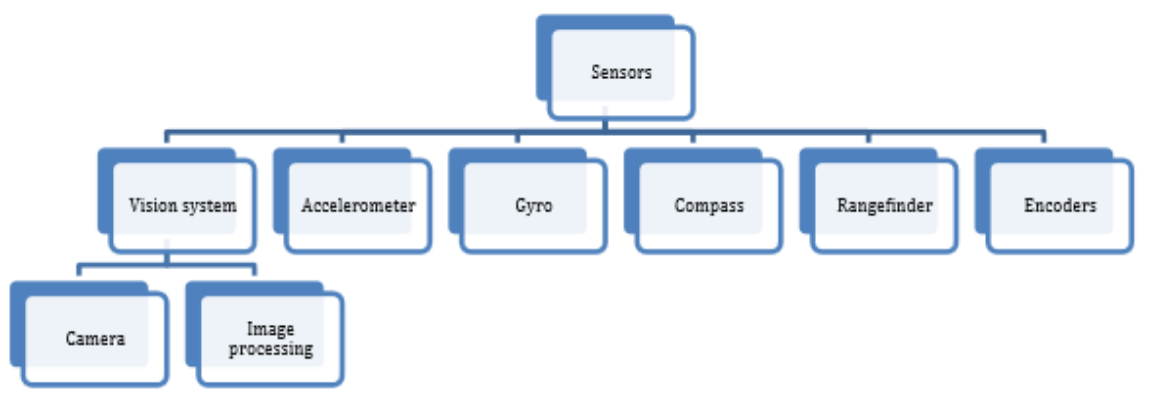 Sensors
Vision system
Accelerometer
Gyro
Compass
Rangefinder
Encoders
Camera
Image
processing